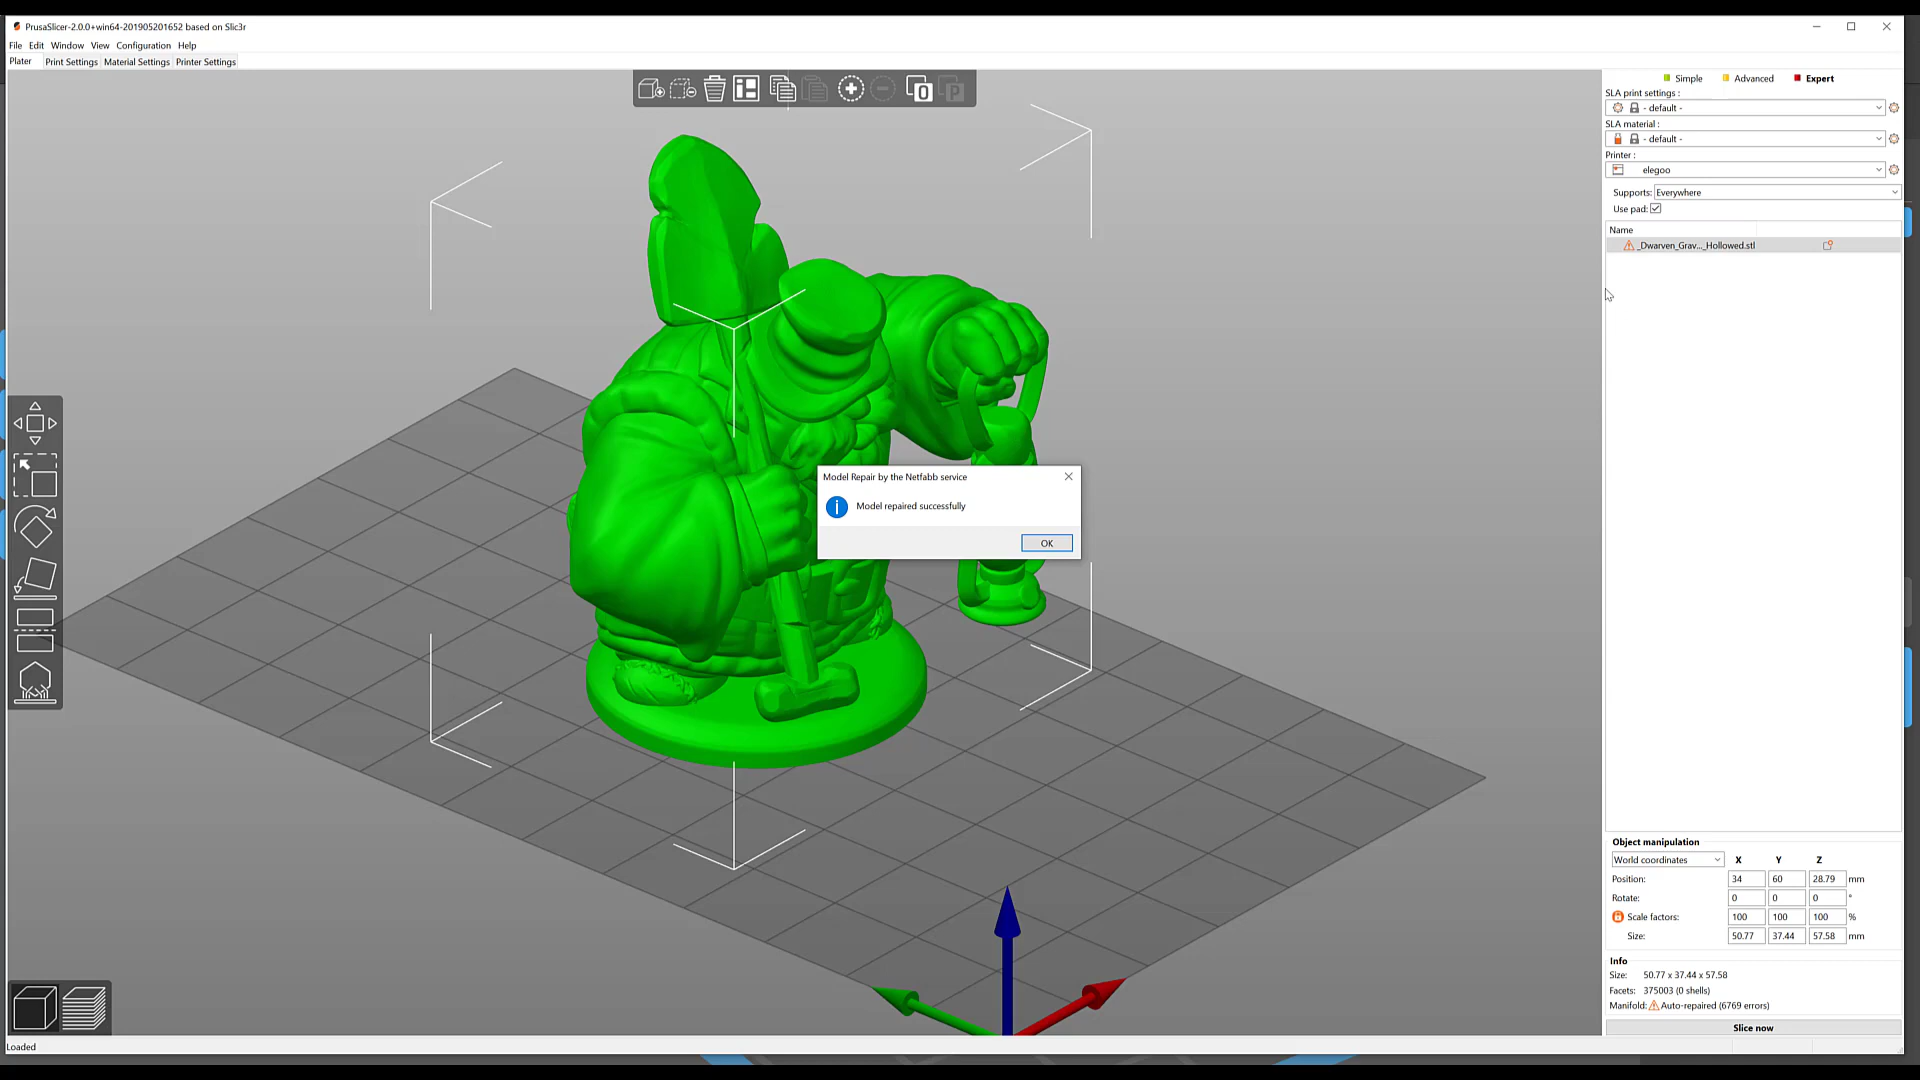 PrusaSlicer-2.0.0+win64-201905201652 based on Slic3r
File Edit Window View Configuration Help
Plater Print Settings Material Settings Printer Settings
Simple Advanced Expert
SLA print settings :
- default -
SLA material :
- default -
Printer :
elegoo
Supports: Everywhere
Use pad:
Name
_Dwarven_Grav..._Hollowed.stl
Model Repair by the Netfabb service
Model repaired successfully
OK
Object manipulation
World coordinates X Y Z
Position: 34 60 28.79 mm
Rotate: 0 0 0 °
Scale factors: 100 100 100 %
Size: 50.77 37.44 57.58 mm
Info
Size: 50.77 x 37.44 x 57.58
Facets: 375003 (0 shells)
Manifold: Auto-repaired (6769 errors)
Slice now
Loaded